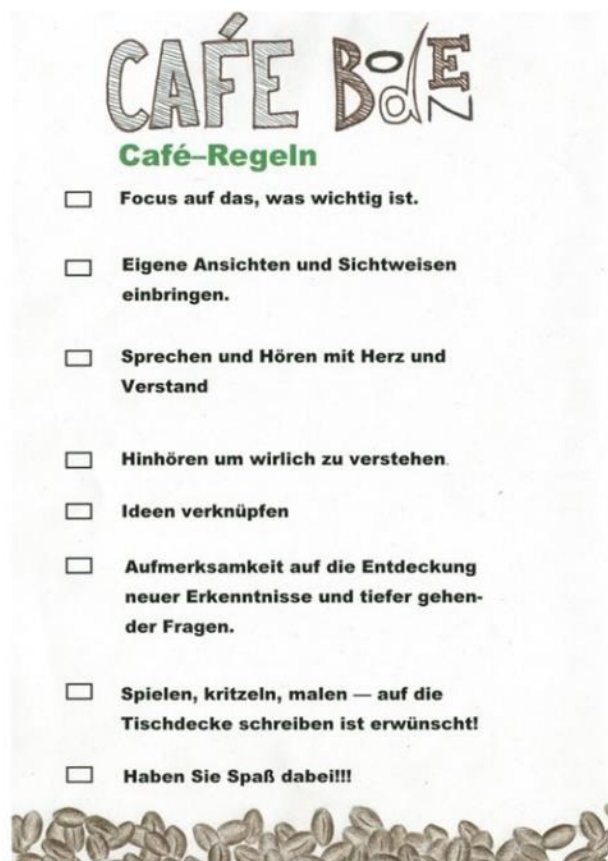 CAFÉ BodEN
Café–Regeln
Focus auf das, was wichtig ist.
Eigene Ansichten und Sichtweisen
einbringen.
Sprechen und Hören mit Herz und
Verstand
Hinhören um wirlich zu verstehen.
Ideen verknüpfen
Aufmerksamkeit auf die Entdeckung
neuer Erkenntnisse und tiefer gehen-
der Fragen.
Spielen, kritzeln, malen — auf die
Tischdecke schreiben ist erwünscht!
Haben Sie Spaß dabei!!!